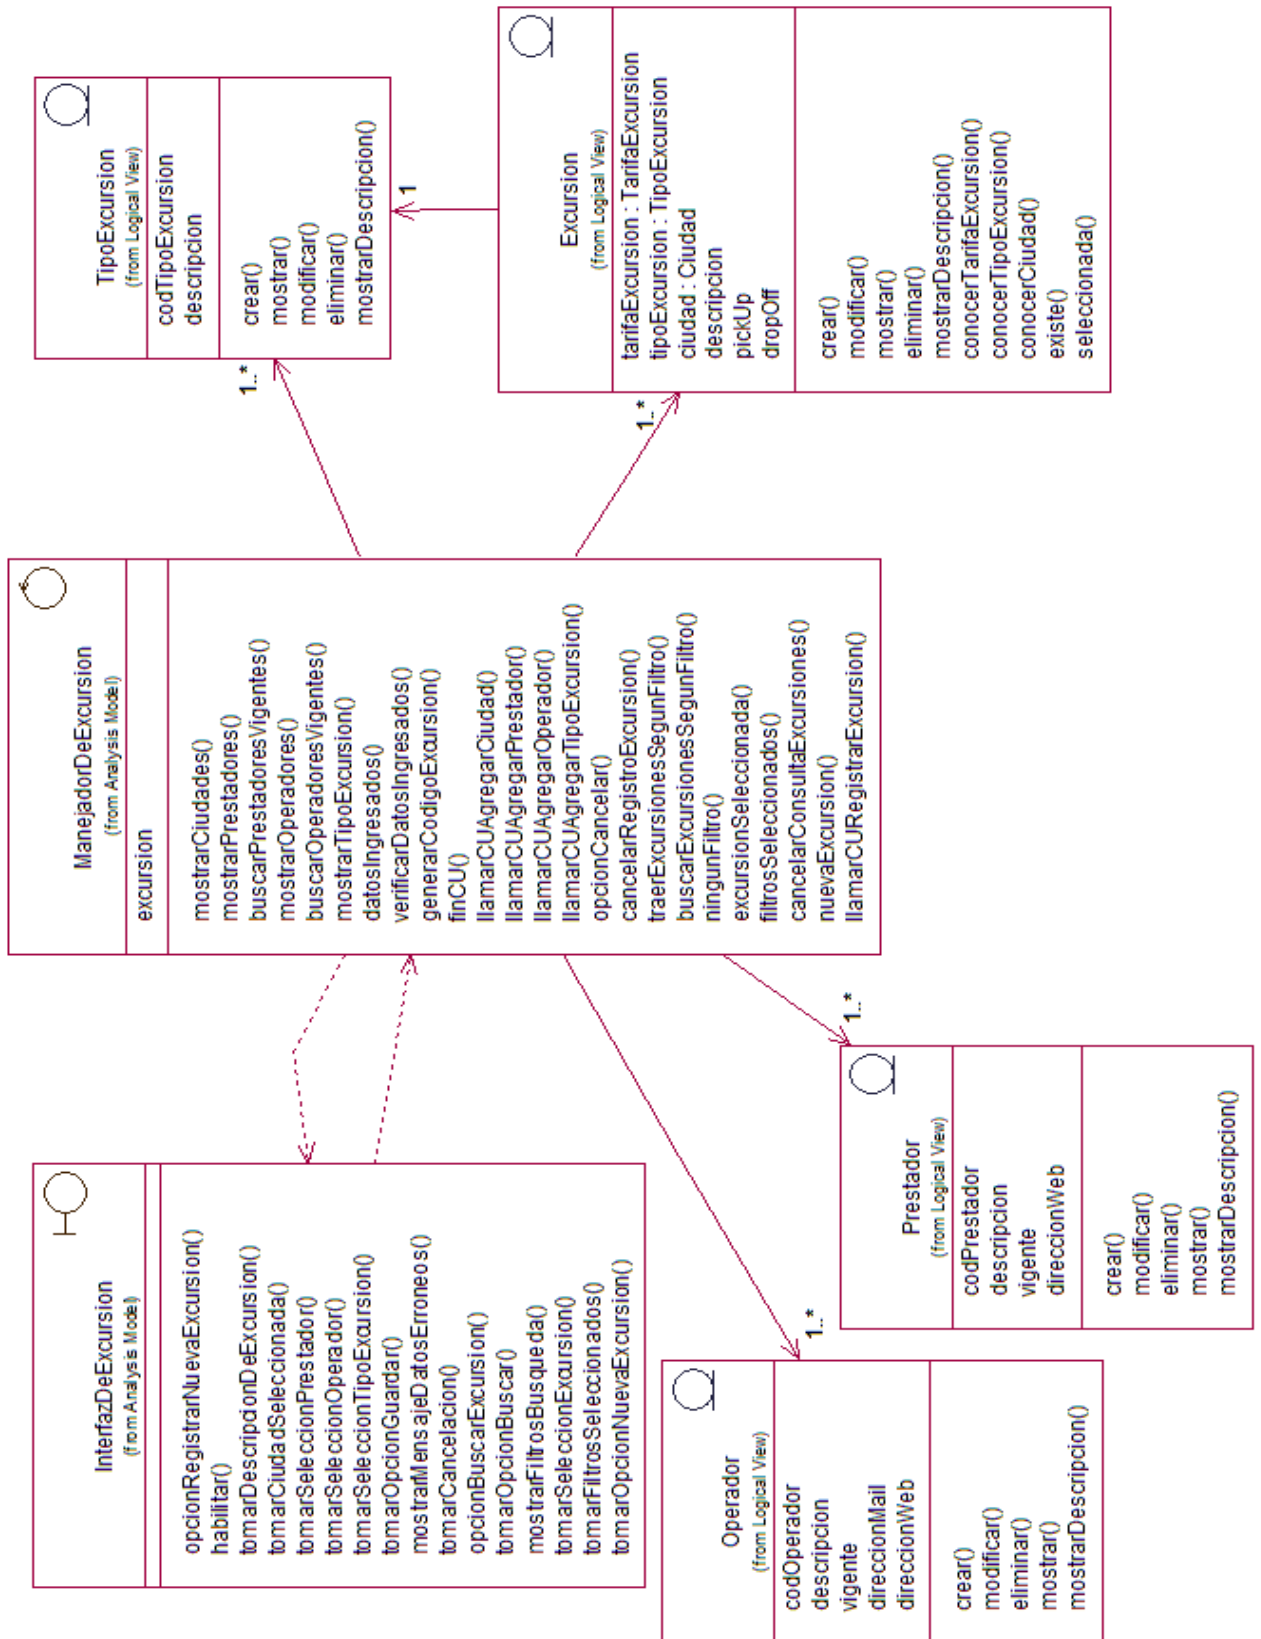 InterfazDeExcursion
(from Analysis Model)
opcionRegistrarNuevaExcursion()
habilitar()
tomarDescripcionDeExcursion()
tomarCiudadSeleccionada()
tomarSeleccionPrestador()
tomarSeleccionOperador()
tomarSeleccionTipoExcursion()
tomarOpcionGuardar()
mostrarMensajeDatosErroneos()
tomarCancelacion()
opcionBuscarExcursion()
tomarOpcionBuscar()
mostrarFiltrosBusqueda()
tomarSeleccionExcursion()
tomarFiltrosSeleccionados()
tomarOpcionNuevaExcursion()
ManejadorDeExcursion
(from Analysis Model)
excursion
mostrarCiudades()
mostrarPrestadores()
buscarPrestadoresVigentes()
mostrarOperadores()
buscarOperadoresVigentes()
mostrarTipoExcursion()
datosIngresados()
verificarDatosIngresados()
generarCodigoExcursion()
finCU()
llamarCUAgregarCiudad()
llamarCUAgregarPrestador()
llamarCUAgregarOperador()
llamarCUAgregarTipoExcursion()
opcionCancelar()
cancelarRegistroExcursion()
traerExcursionesSegunFiltro()
buscarExcursionesSegunFiltro()
ningunFiltro()
excursionSeleccionada()
filtrosSeleccionados()
cancelarConsultaExcursiones()
nuevaExcursion()
llamarCURegistrarExcursion()
TipoExcursion
(from Logical View)
codTipoExcursion
descripcion
crear()
mostrar()
modificar()
eliminar()
mostrarDescripcion()
1..*
1
Excursion
(from Logical View)
tarifaExcursion : TarifaExcursion
tipoExcursion : TipoExcursion
ciudad : Ciudad
descripcion
pickUp
dropOff
crear()
modificar()
mostrar()
eliminar()
mostrarDescripcion()
conocerTarifaExcursion()
conocerTipoExcursion()
conocerCiudad()
existe()
seleccionada()
1..*
Operador
(from Logical View)
codOperador
descripcion
vigente
direccionMail
direccionWeb
crear()
modificar()
eliminar()
mostrar()
mostrarDescripcion()
1..*
Prestador
(from Logical View)
codPrestador
descripcion
vigente
direccionWeb
crear()
modificar()
eliminar()
mostrar()
mostrarDescripcion()
1..*